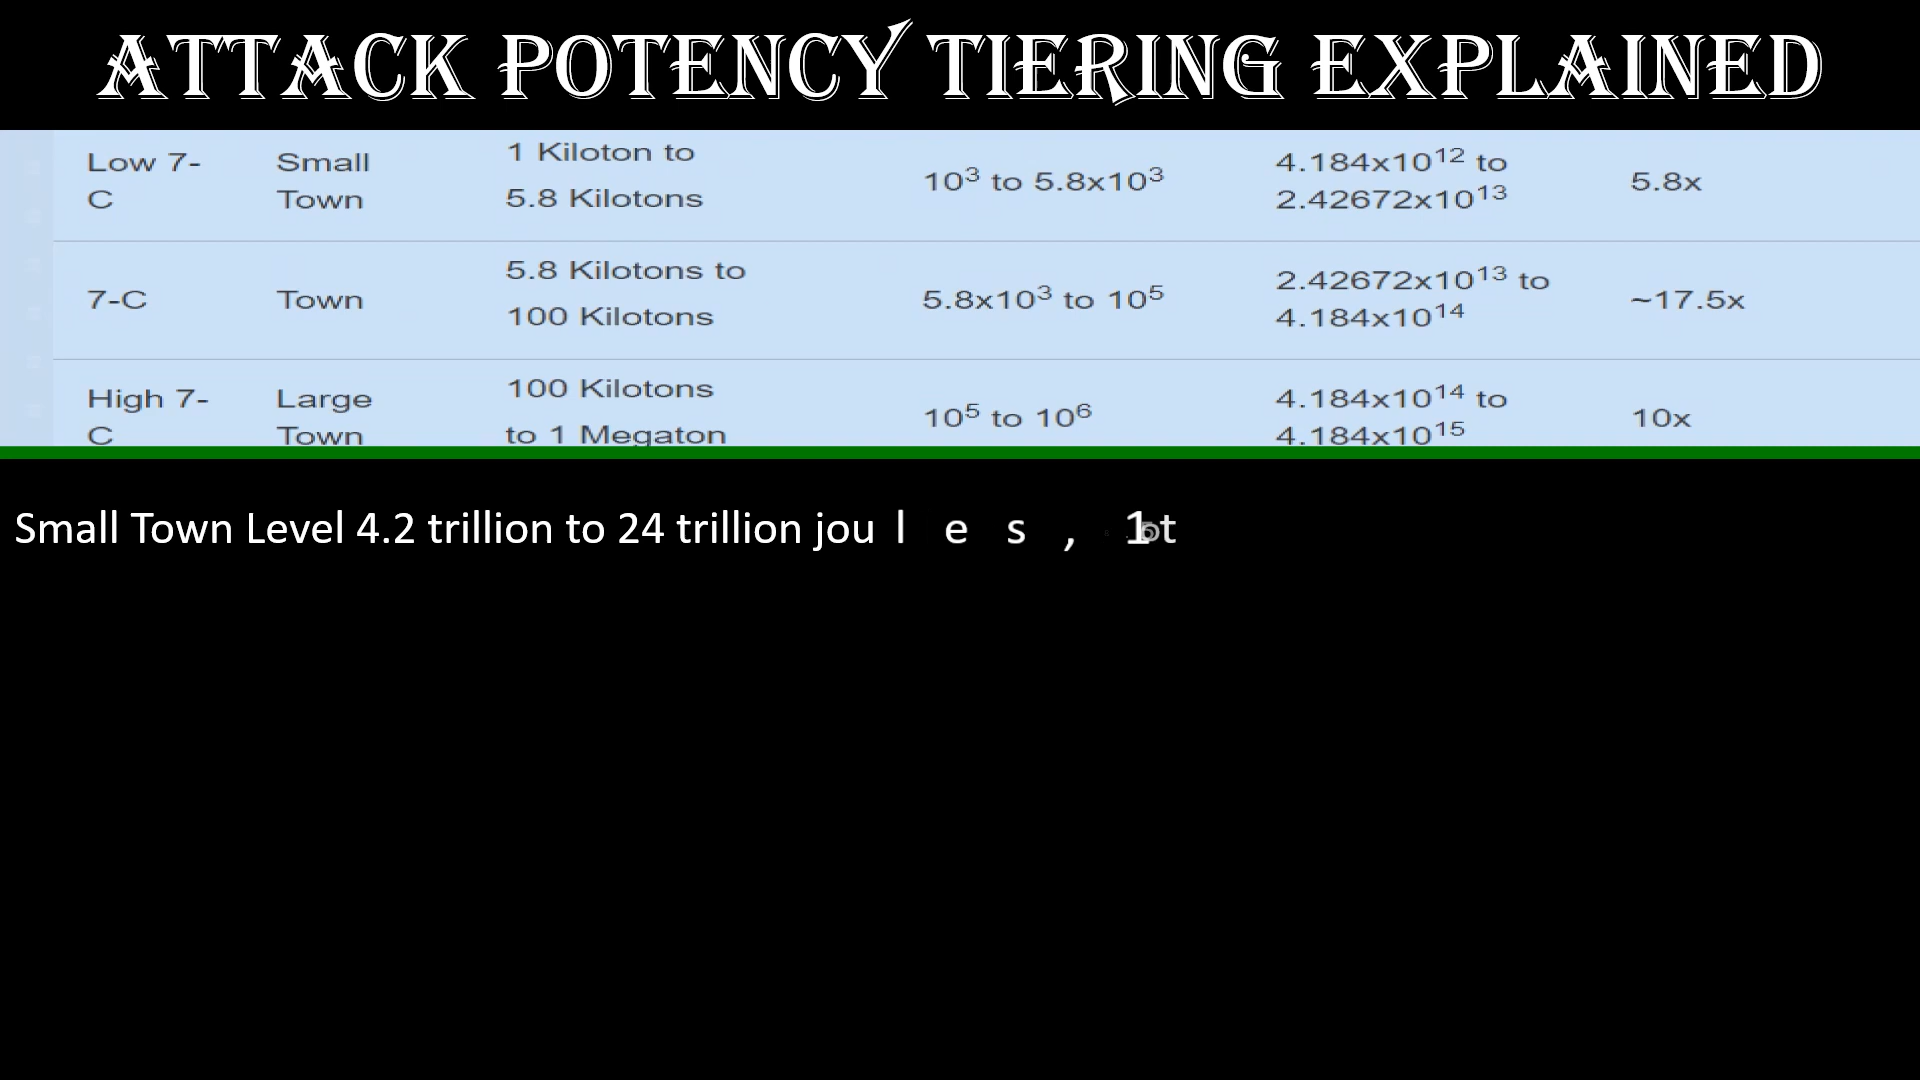 ATTACK POTENCY TIERING EXPLAINED
Low 7-
C
Small
Town
1 Kiloton to
5.8 Kilotons
10³ to 5.8x10³
4.184x10¹² to
2.42672x10¹³
5.8x
7-C
Town
5.8 Kilotons to
100 Kilotons
5.8x10³ to 10⁵
2.42672x10¹³ to
4.184x10¹⁴
~17.5x
High 7-
C
Large
Town
100 Kilotons
to 1 Megaton
10⁵ to 10⁶
4.184x10¹⁴ to
4.184x10¹⁵
10x
Small Town Level 4.2 trillion to 24 trillion joules,